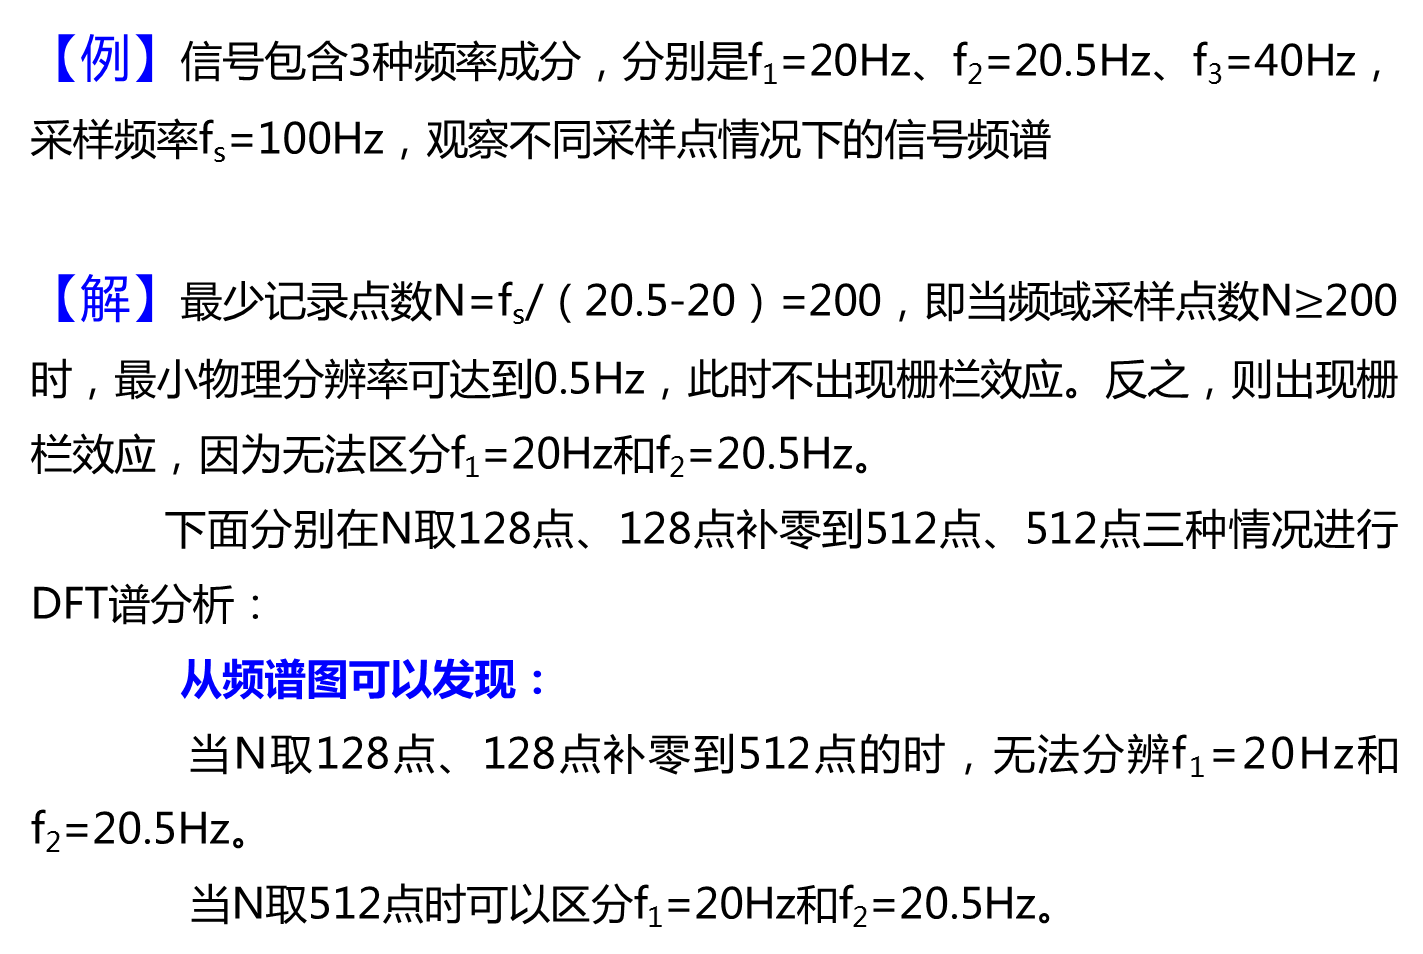 【例】信号包含3种频率成分，分别是f₁=20Hz、f₂=20.5Hz、f₃=40Hz，
采样频率fₛ=100Hz，观察不同采样点情况下的信号频谱
【解】最少记录点数N=fₛ/（20.5-20）=200，即当频域采样点数N≥200
时，最小物理分辨率可达到0.5Hz，此时不出现栅栏效应。反之，则出现栅
栏效应，因为无法区分f₁=20Hz和f₂=20.5Hz。
下面分别在N取128点、128点补零到512点、512点三种情况进行
DFT谱分析：
从频谱图可以发现：
当N取128点、128点补零到512点的时，无法分辨f₁=20Hz和
f₂=20.5Hz。
当N取512点时可以区分f₁=20Hz和f₂=20.5Hz。